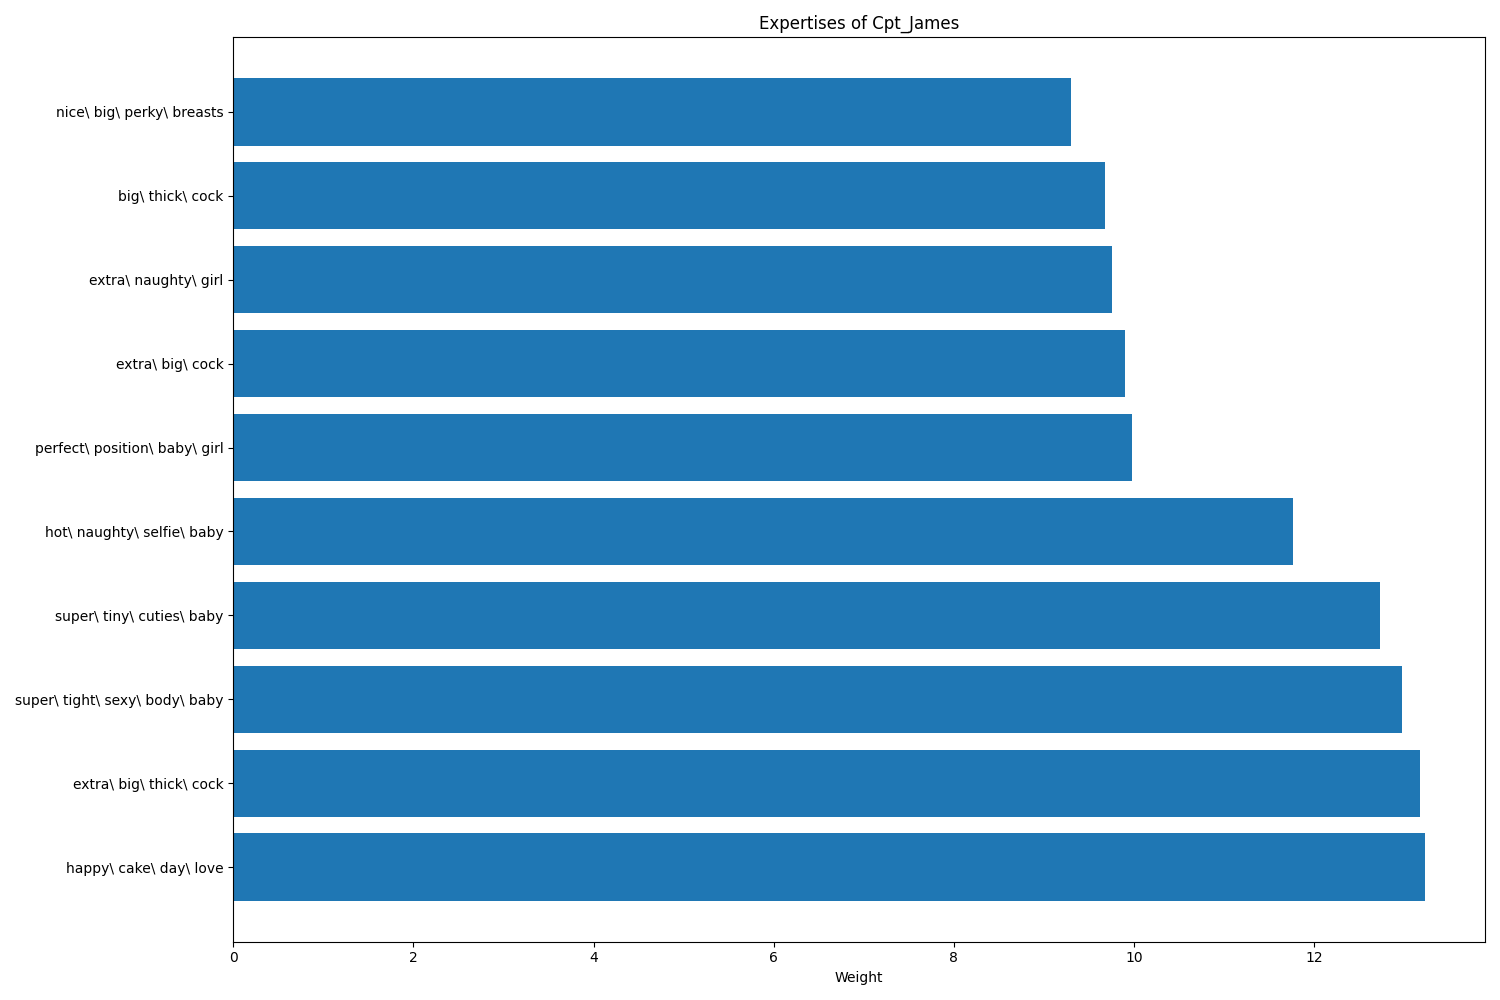 Expertises of Cpt_James
nice\ big\ perky\ breasts
big\ thick\ cock
extra\ naughty\ girl
extra\ big\ cock
perfect\ position\ baby\ girl
hot\ naughty\ selfie\ baby
super\ tiny\ cuties\ baby
super\ tight\ sexy\ body\ baby
extra\ big\ thick\ cock
happy\ cake\ day\ love
0 2 4 6 8 10 12
Weight